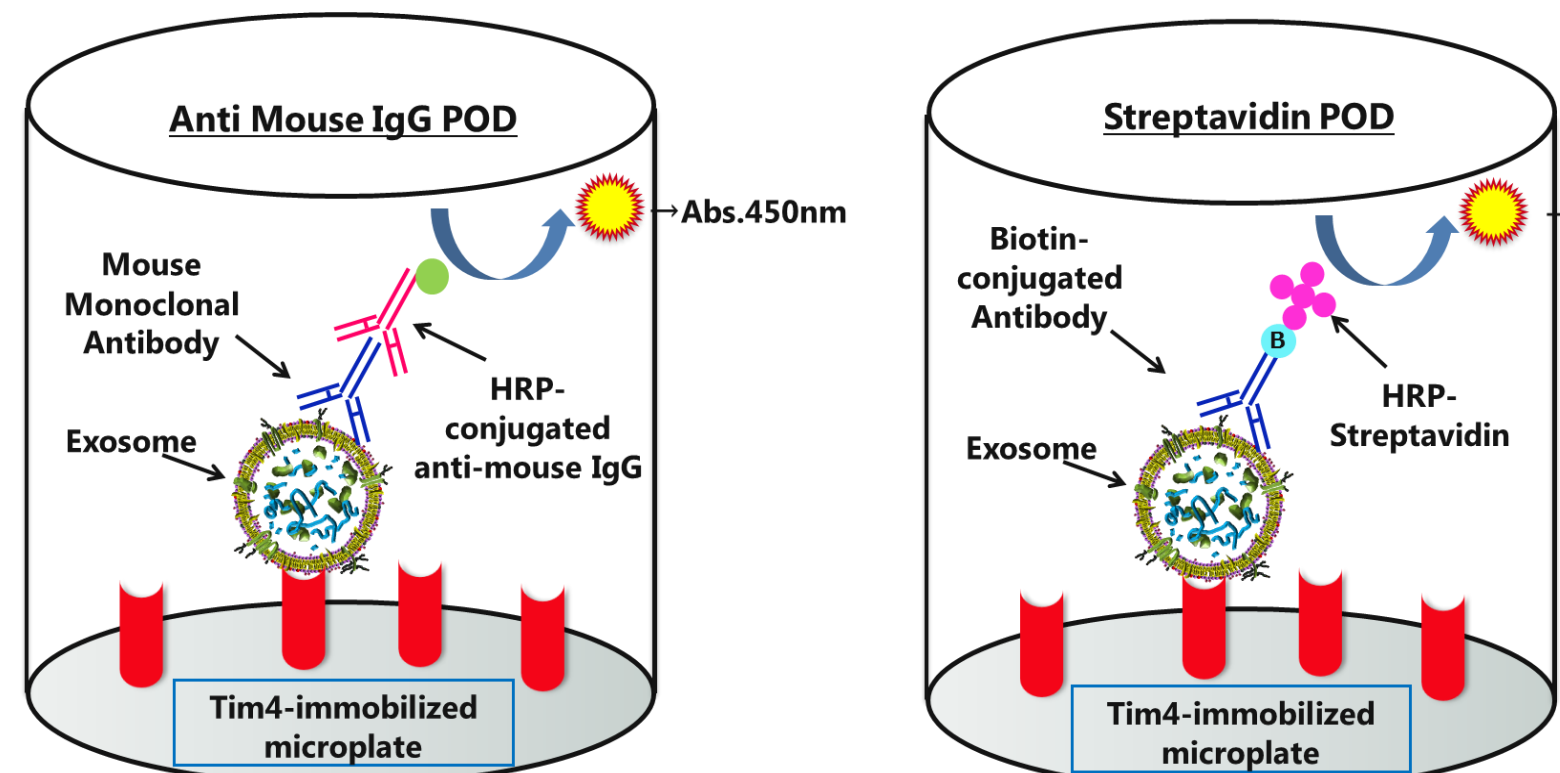 Anti Mouse IgG POD
→Abs.450nm
Mouse
Monoclonal
Antibody
HRP-
conjugated
anti-mouse IgG
Exosome
Tim4-immobilized
microplate
Streptavidin POD
Biotin-
conjugated
Antibody
B
HRP-
Streptavidin
Exosome
Tim4-immobilized
microplate